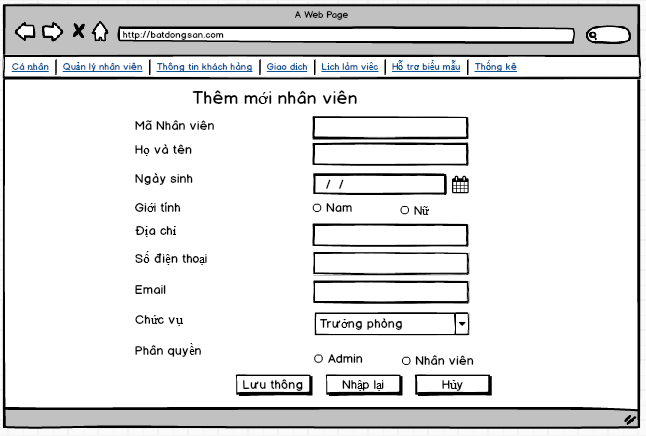 A Web Page
http://batdongsan.com
Cá nhân | Quản lý nhân viên | Thông tin khách hàng | Giao dịch | Lịch làm việc | Hỗ trợ biểu mẫu | Thống kê
Thêm mới nhân viên
Mã Nhân viên
Họ và tên
Ngày sinh / /
Giới tính Nam Nữ
Địa chỉ
Số điện thoại
Email
Chức vụ Trưởng phòng
Phân quyền Admin Nhân viên
Lưu thông Nhập lại Hủy